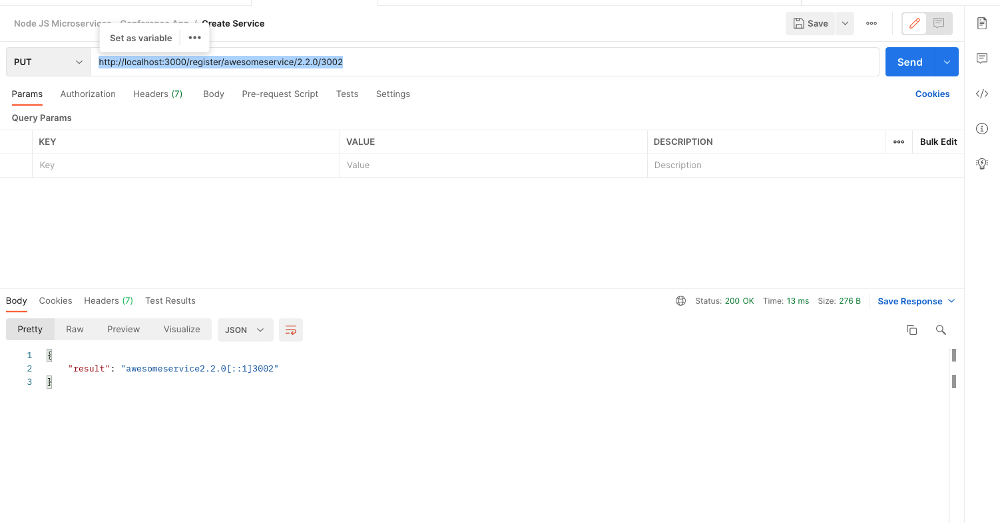 Node JS Microservices Conference App / Create Service
Save
Set as variable
PUT
http://localhost:3000/register/awesomeservice/2.2.0/3002
Send
Params Authorization Headers (7) Body Pre-request Script Tests Settings Cookies
Query Params
KEY VALUE DESCRIPTION Bulk Edit
Key Value Description
Body Cookies Headers (7) Test Results Status: 200 OK Time: 13 ms Size: 276 B Save Response
Pretty Raw Preview Visualize JSON
1 {
2 "result": "awesomeservice2.2.0[::1]3002"
3 }